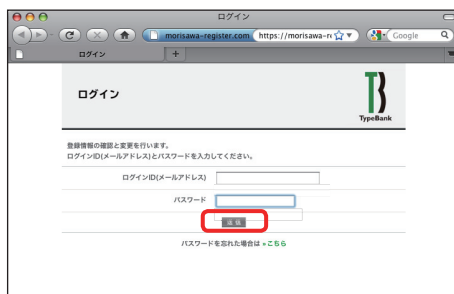 ログイン
morisawa-register.com https://morisawa-re
Google
ログイン
ログイン
TypeBank
登録情報の確認と変更を行います。
ログインID(メールアドレス)とパスワードを入力してください。
ログインID(メールアドレス)
パスワード
送信
パスワードを忘れた場合は »こちら